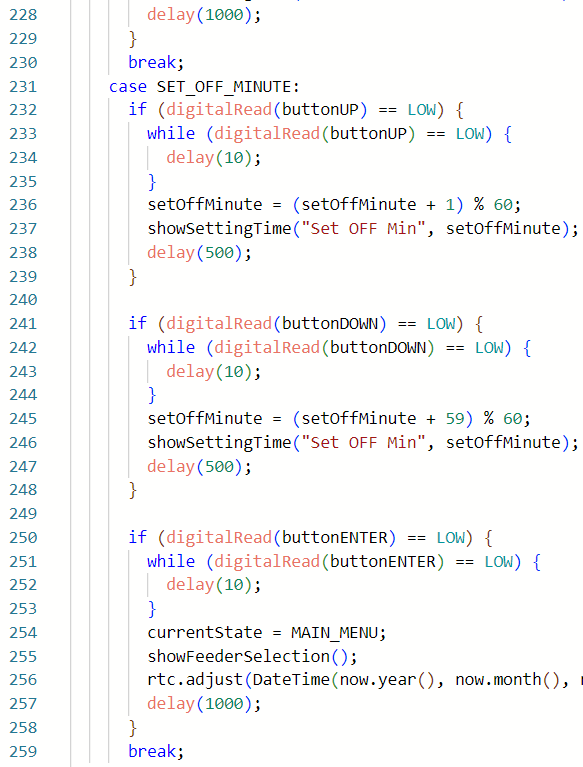 228 delay(1000);
229 }
230 break;
231 case SET_OFF_MINUTE:
232 if (digitalRead(buttonUP) == LOW) {
233 while (digitalRead(buttonUP) == LOW) {
234 delay(10);
235 }
236 setOffMinute = (setOffMinute + 1) % 60;
237 showSettingTime("Set OFF Min", setOffMinute);
238 delay(500);
239 }
240
241 if (digitalRead(buttonDOWN) == LOW) {
242 while (digitalRead(buttonDOWN) == LOW) {
243 delay(10);
244 }
245 setOffMinute = (setOffMinute + 59) % 60;
246 showSettingTime("Set OFF Min", setOffMinute);
247 delay(500);
248 }
249
250 if (digitalRead(buttonENTER) == LOW) {
251 while (digitalRead(buttonENTER) == LOW) {
252 delay(10);
253 }
254 currentState = MAIN_MENU;
255 showFeederSelection();
256 rtc.adjust(DateTime(now.year(), now.month(),
257 delay(1000);
258 }
259 break;